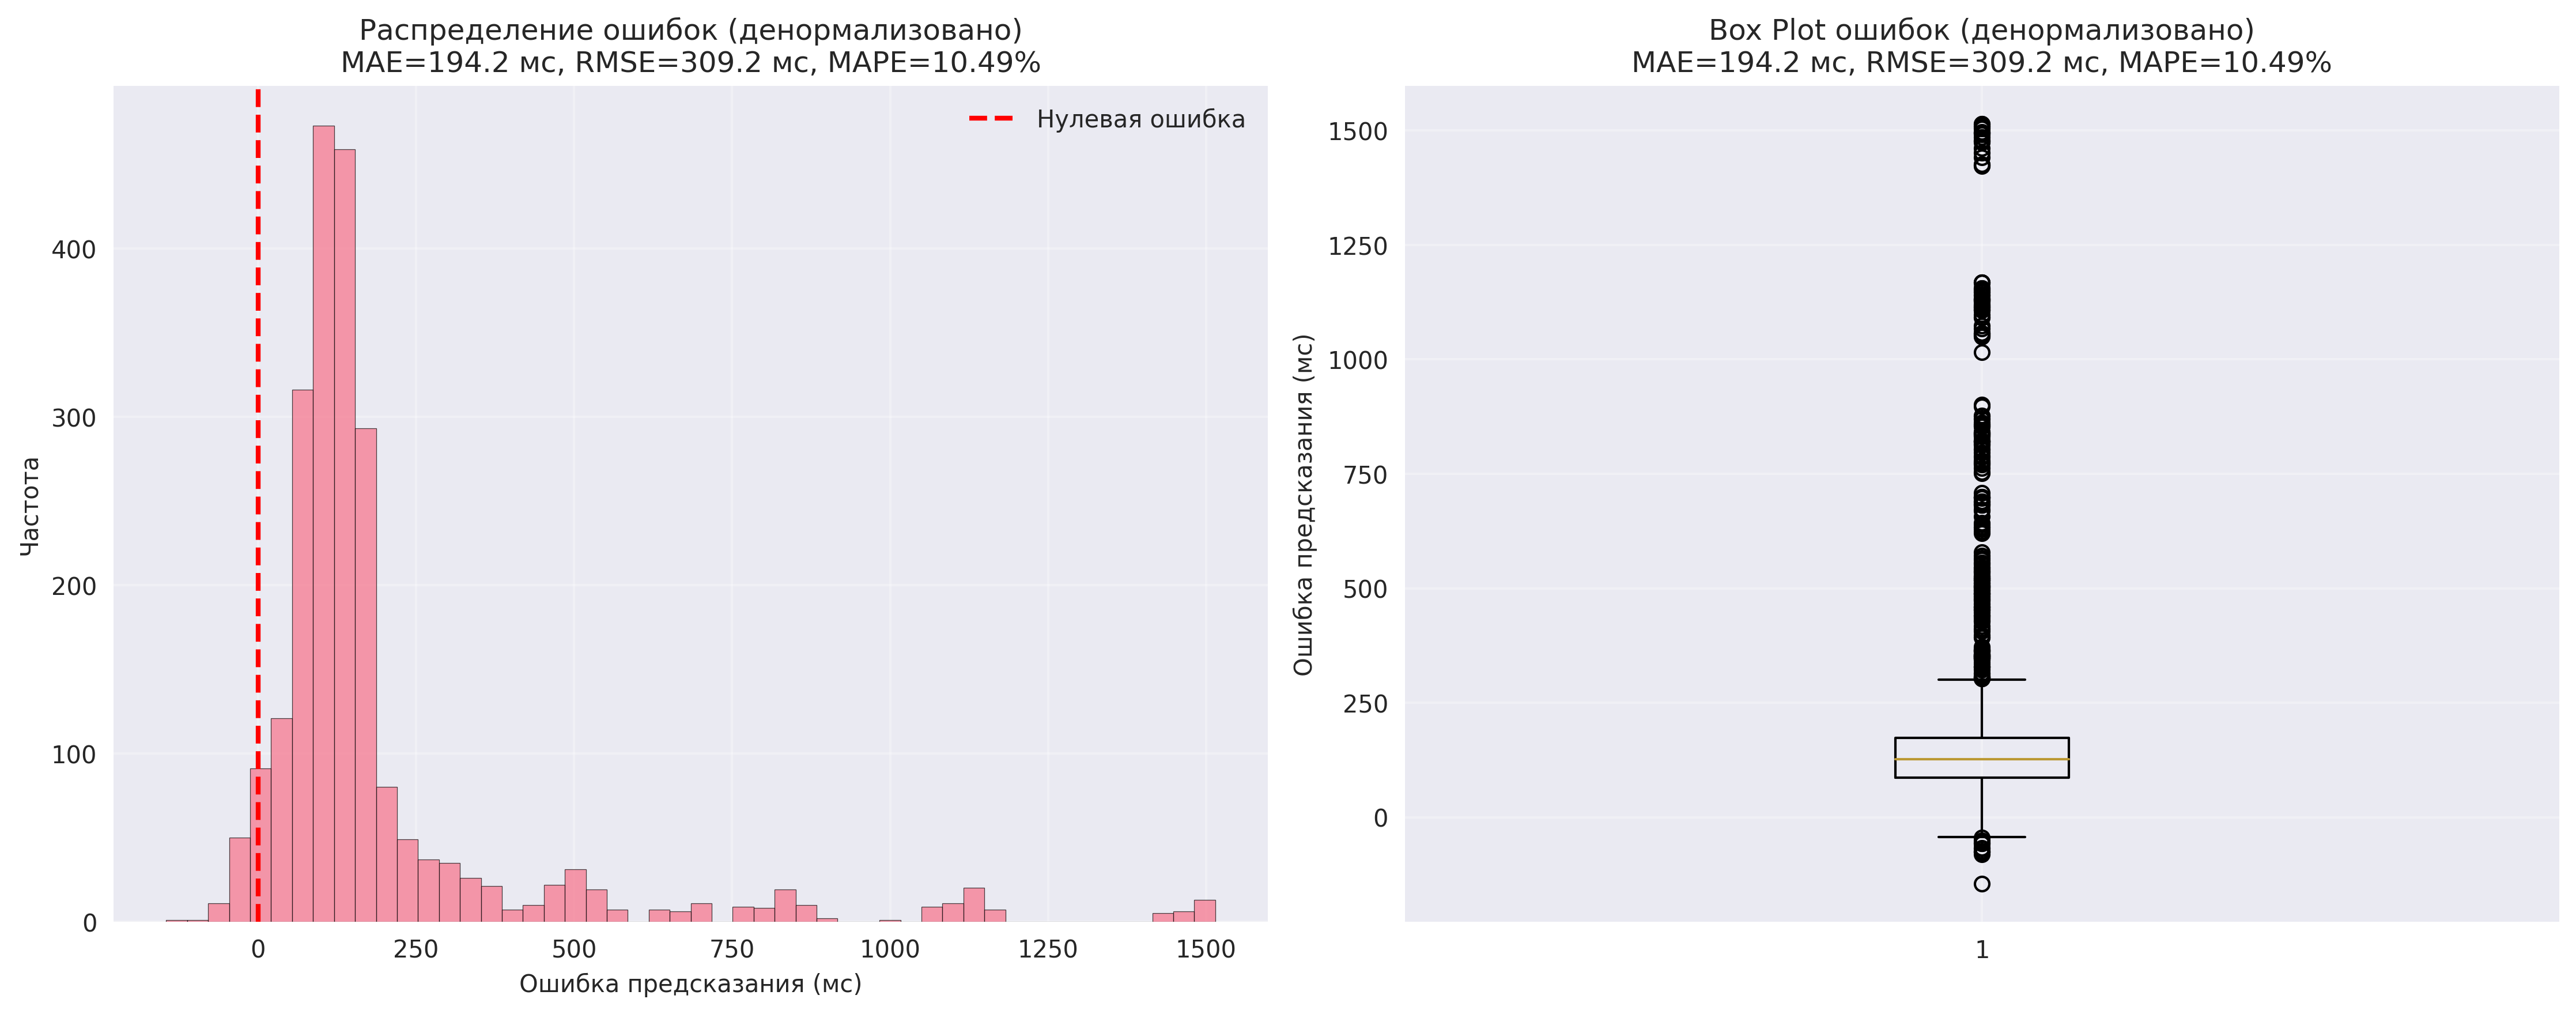 Распределение ошибок (денормализовано)
MAE=194.2 мс, RMSE=309.2 мс, MAPE=10.49%
Нулевая ошибка
Частота
400
300
200
100
0
0 250 500 750 1000 1250 1500
Ошибка предсказания (мс)
Box Plot ошибок (денормализовано)
MAE=194.2 мс, RMSE=309.2 мс, MAPE=10.49%
Ошибка предсказания (мс)
1500
1250
1000
750
500
250
0
1